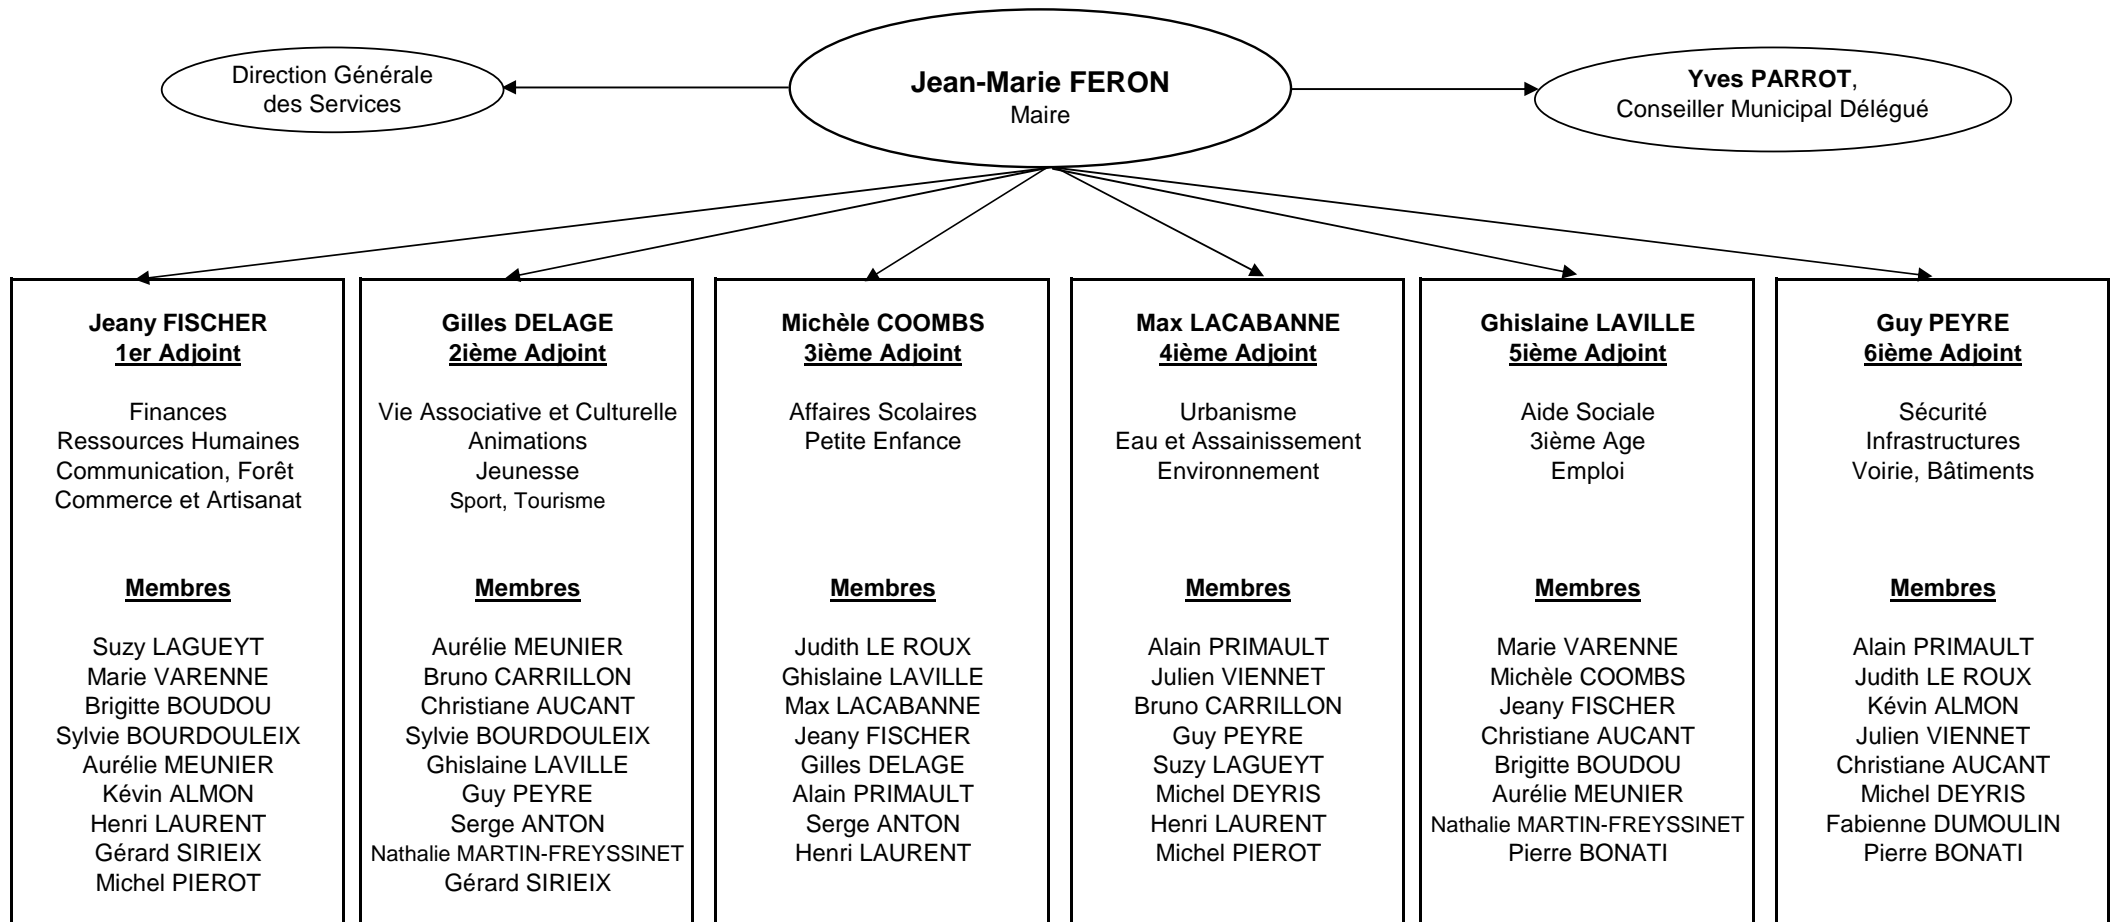 Direction Générale
des Services
Jean-Marie FERON
Maire
Yves PARROT,
Conseiller Municipal Délégué
Jeany FISCHER
1er Adjoint
Finances
Ressources Humaines
Communication, Forêt
Commerce et Artisanat
Membres
Suzy LAGUEYT
Marie VARENNE
Brigitte BOUDOU
Sylvie BOURDOULEIX
Aurélie MEUNIER
Kévin ALMON
Henri LAURENT
Gérard SIRIEIX
Michel PIEROT
Gilles DELAGE
2ième Adjoint
Vie Associative et Culturelle
Animations
Jeunesse
Sport, Tourisme
Membres
Aurélie MEUNIER
Bruno CARRILLON
Christiane AUCANT
Sylvie BOURDOULEIX
Ghislaine LAVILLE
Guy PEYRE
Serge ANTON
Nathalie MARTIN-FREYSSINET
Gérard SIRIEIX
Michèle COOMBS
3ième Adjoint
Affaires Scolaires
Petite Enfance
Membres
Judith LE ROUX
Ghislaine LAVILLE
Max LACABANNE
Jeany FISCHER
Gilles DELAGE
Alain PRIMAULT
Serge ANTON
Henri LAURENT
Max LACABANNE
4ième Adjoint
Urbanisme
Eau et Assainissement
Environnement
Membres
Alain PRIMAULT
Julien VIENNET
Bruno CARRILLON
Guy PEYRE
Suzy LAGUEYT
Michel DEYRIS
Henri LAURENT
Michel PIEROT
Ghislaine LAVILLE
5ième Adjoint
Aide Sociale
3ième Age
Emploi
Membres
Marie VARENNE
Michèle COOMBS
Jeany FISCHER
Christiane AUCANT
Brigitte BOUDOU
Aurélie MEUNIER
Nathalie MARTIN-FREYSSINET
Pierre BONATI
Guy PEYRE
6ième Adjoint
Sécurité
Infrastructures
Voirie, Bâtiments
Membres
Alain PRIMAULT
Judith LE ROUX
Kévin ALMON
Julien VIENNET
Christiane AUCANT
Michel DEYRIS
Fabienne DUMOULIN
Pierre BONATI